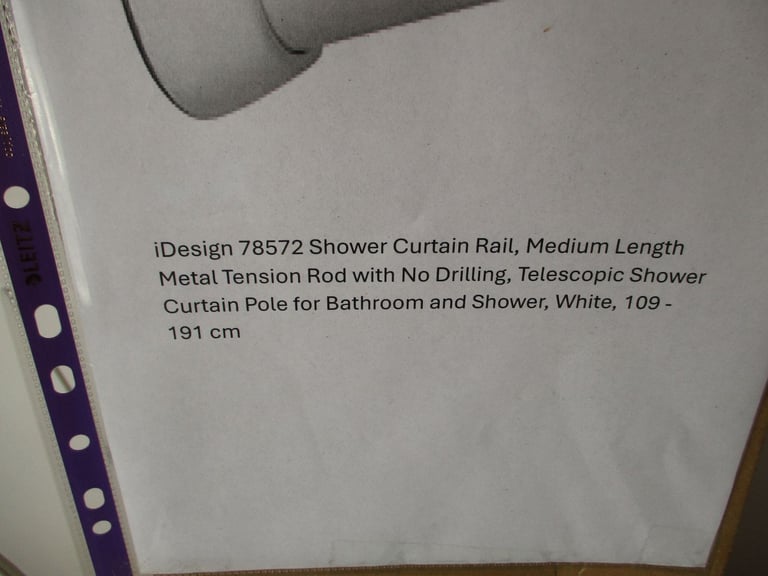 iDesign 78572 Shower Curtain Rail, Medium Length
Metal Tension Rod with No Drilling, Telescopic Shower
Curtain Pole for Bathroom and Shower, White, 109 -
191 cm
LEITZ